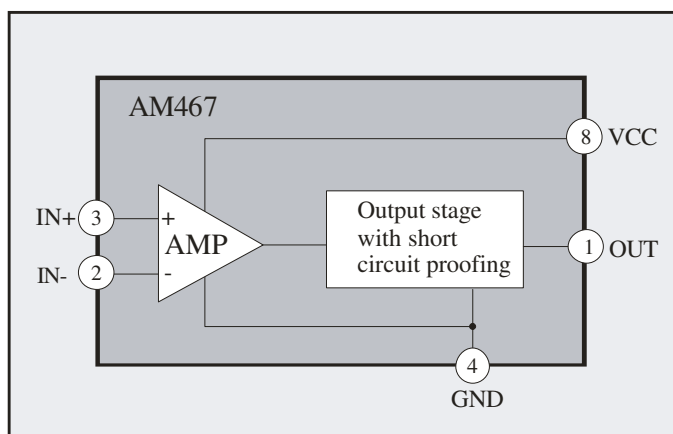 AM467
8 VCC
IN+ 3 +
AMP
IN- 2 -
Output stage
with short
circuit proofing
1 OUT
4
GND